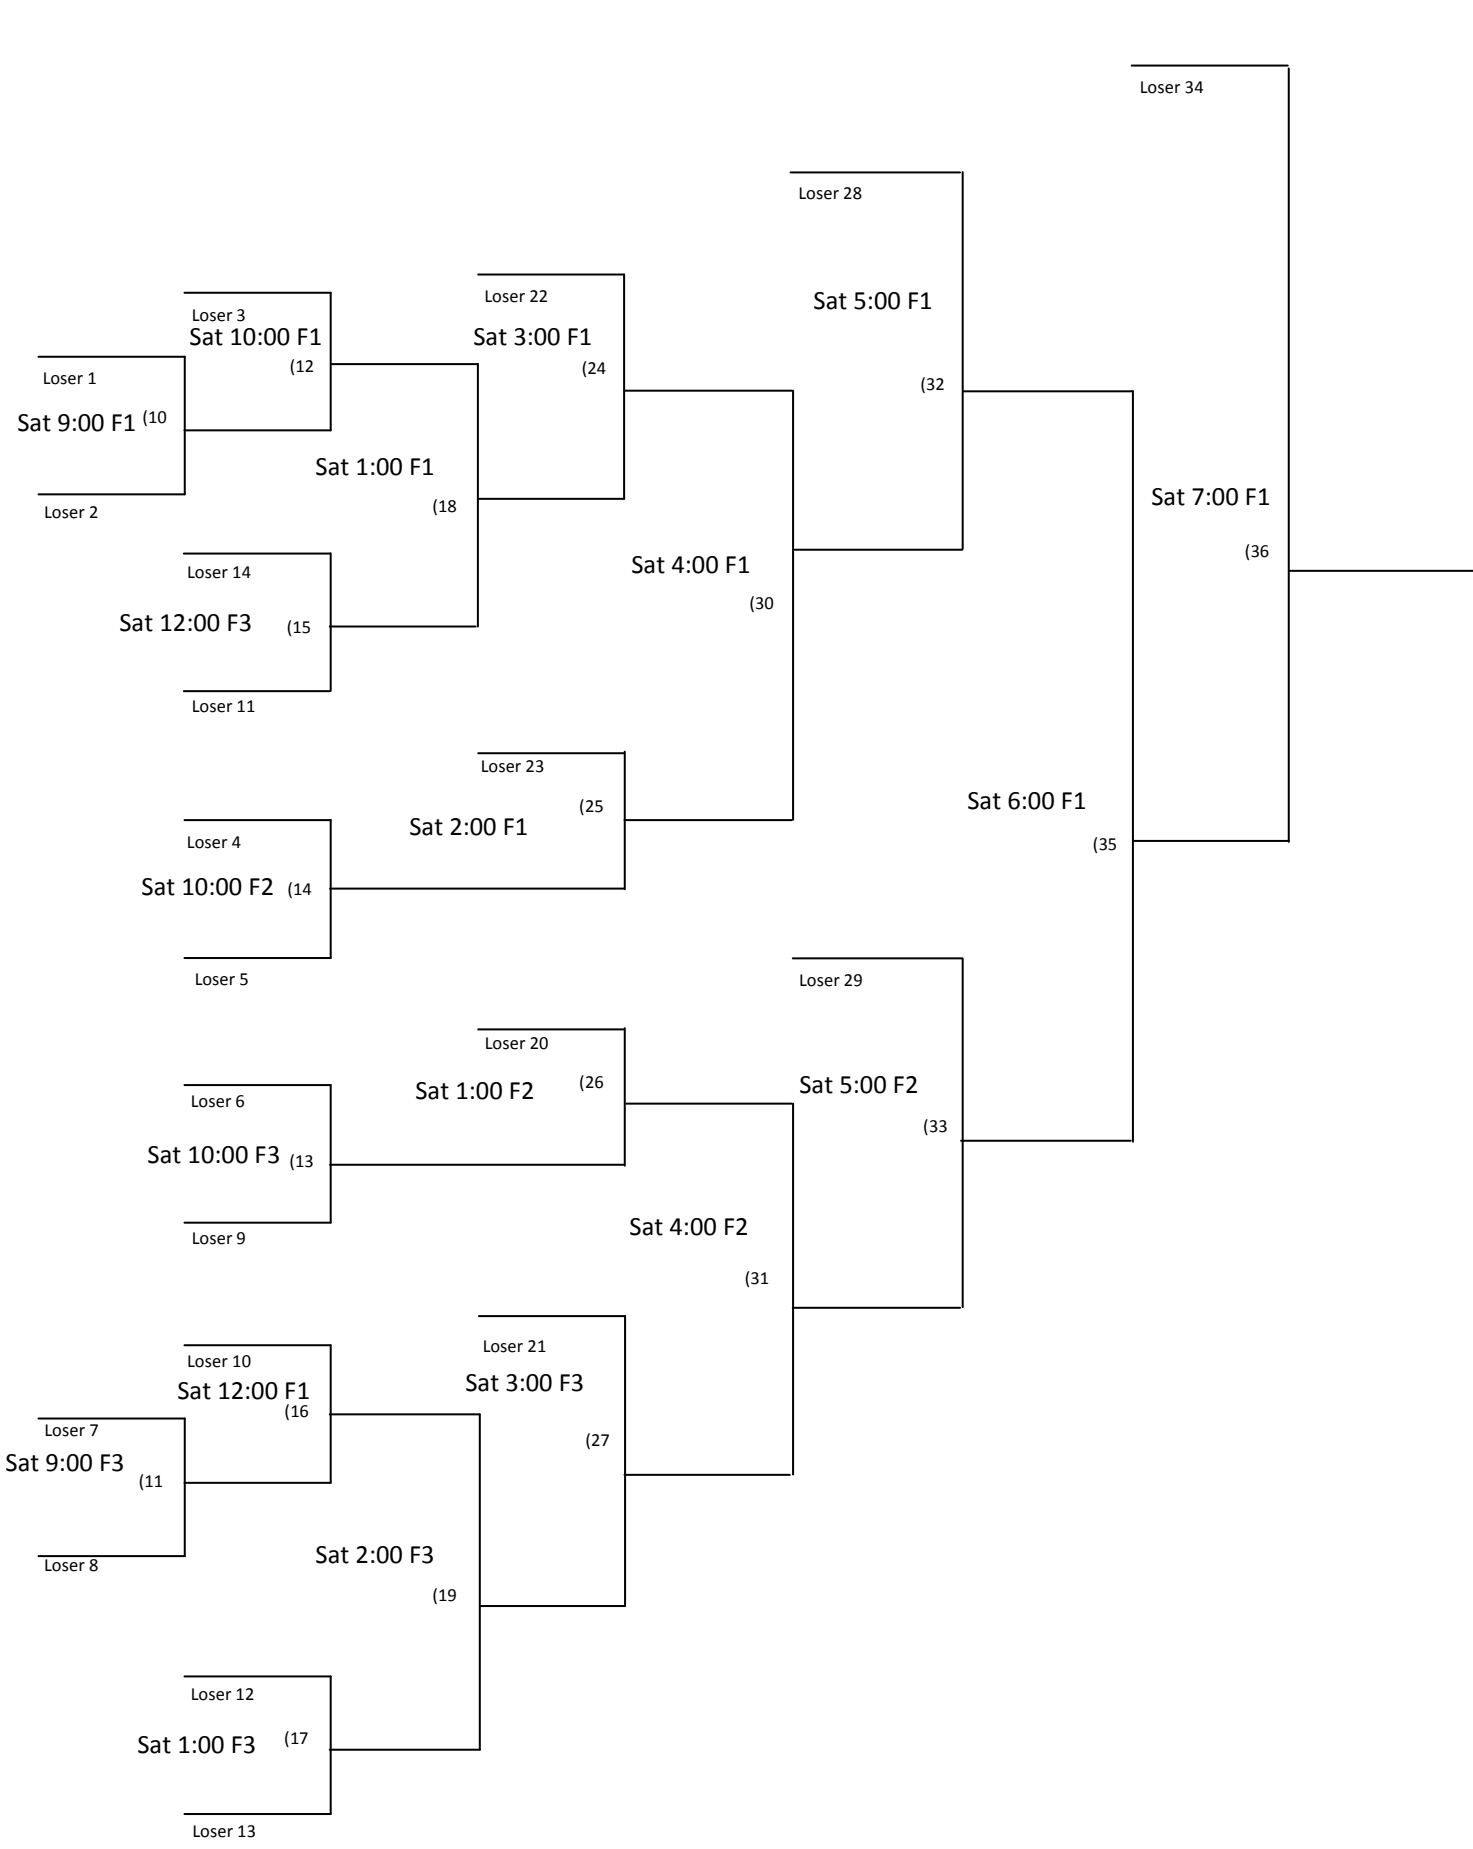 Loser 34
Loser 28
Sat 5:00 F1
(32
Loser 22
Sat 3:00 F1
(24
Loser 3
Sat 10:00 F1
(12
Loser 1
Sat 9:00 F1 (10
Loser 2
Sat 1:00 F1
(18
Sat 7:00 F1
(36
Loser 14
Sat 12:00 F3 (15
Loser 11
Sat 4:00 F1
(30
Loser 23
(25
Sat 2:00 F1
Loser 4
Sat 10:00 F2 (14
Loser 5
Sat 6:00 F1
(35
Loser 29
Sat 5:00 F2
(33
Loser 20
(26
Sat 1:00 F2
Loser 6
Sat 10:00 F3 (13
Loser 9
Sat 4:00 F2
(31
Loser 21
Sat 3:00 F3
(27
Loser 10
Sat 12:00 F1
(16
Loser 7
Sat 9:00 F3
(11
Loser 8
Sat 2:00 F3
(19
Loser 12
Sat 1:00 F3 (17
Loser 13